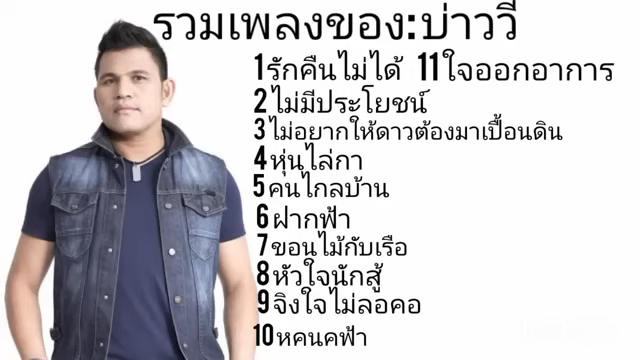 รวมเพลงของ:บ่าววี
1รักคืนไม่ได้ 11ใจออกอาการ
2 ไม่มีประโยชน์
3 ไม่อยากให้ดาวต้องมาเปื้อนดิน
4 หุ่นไล่กา
5 คนไกลบ้าน
6 ฝากฟ้า
7 ขอนไม้กับเรือ
8 หัวใจนักสู้
9 จิงใจไม่ลอคอ
10 หคนคฟ้า